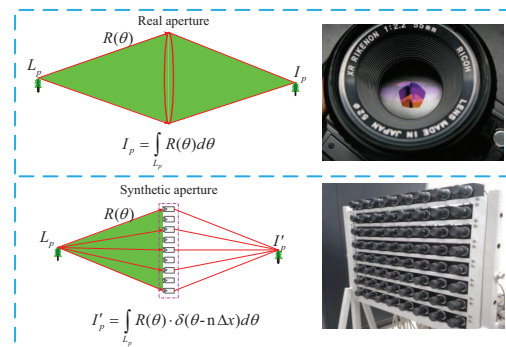 Real aperture
R(θ)
L_p
I_p
I_p = ∫_{L_p} R(θ)dθ
XR RIKENON 1:2.2 55mm
RICOH
LENS MADE IN JAPAN 52ø
Synthetic aperture
R(θ)
L_p
I'_p
I'_p = ∫_{L_p} R(θ)·δ(θ-nΔx)dθ